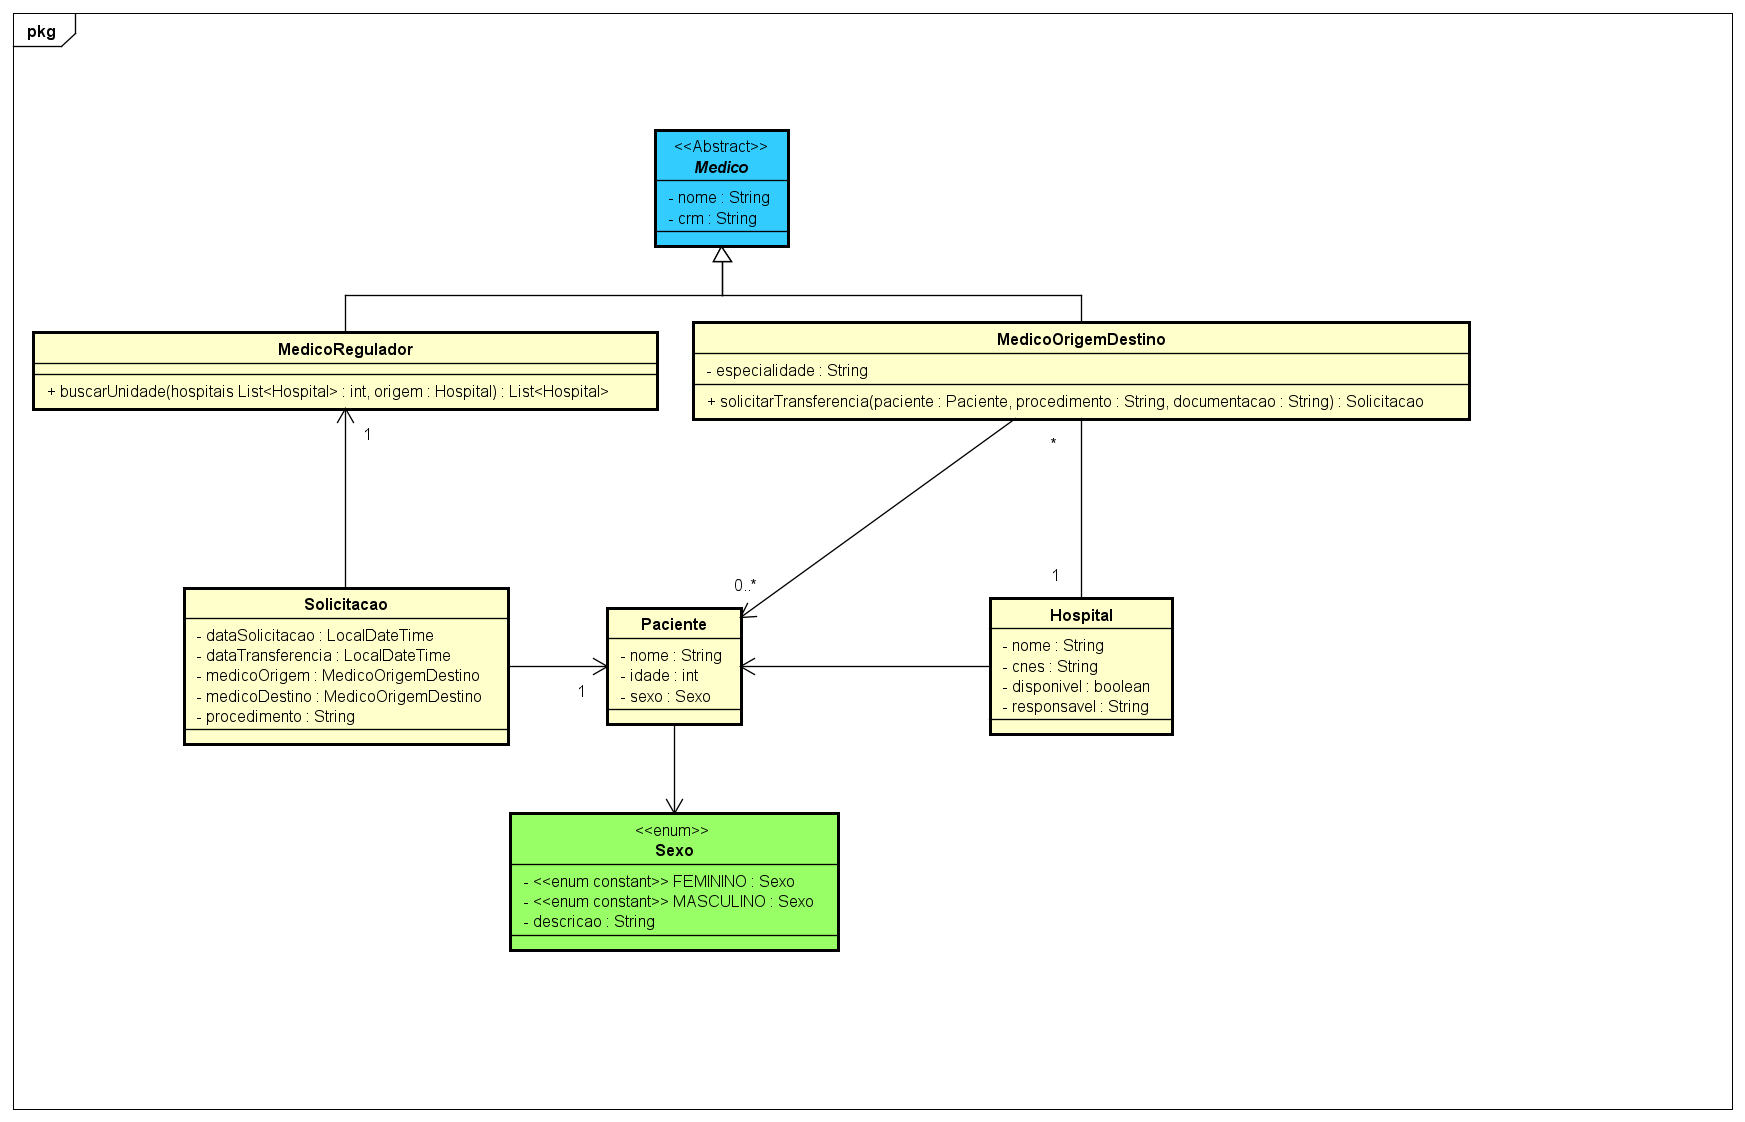 pkg
<<Abstract>>
Medico
- nome : String
- crm : String
MedicoRegulador
+ buscarUnidade(hospitais List<Hospital> : int, origem : Hospital) : List<Hospital>
MedicoOrigemDestino
- especialidade : String
+ solicitarTransferencia(paciente : Paciente, procedimento : String, documentacao : String) : Solicitacao
1
*
0..*
1
Solicitacao
- dataSolicitacao : LocalDateTime
- dataTransferencia : LocalDateTime
- medicoOrigem : MedicoOrigemDestino
- medicoDestino : MedicoOrigemDestino
- procedimento : String
1
Paciente
- nome : String
- idade : int
- sexo : Sexo
Hospital
- nome : String
- cnes : String
- disponivel : boolean
- responsavel : String
<<enum>>
Sexo
- <<enum constant>> FEMININO : Sexo
- <<enum constant>> MASCULINO : Sexo
- descricao : String